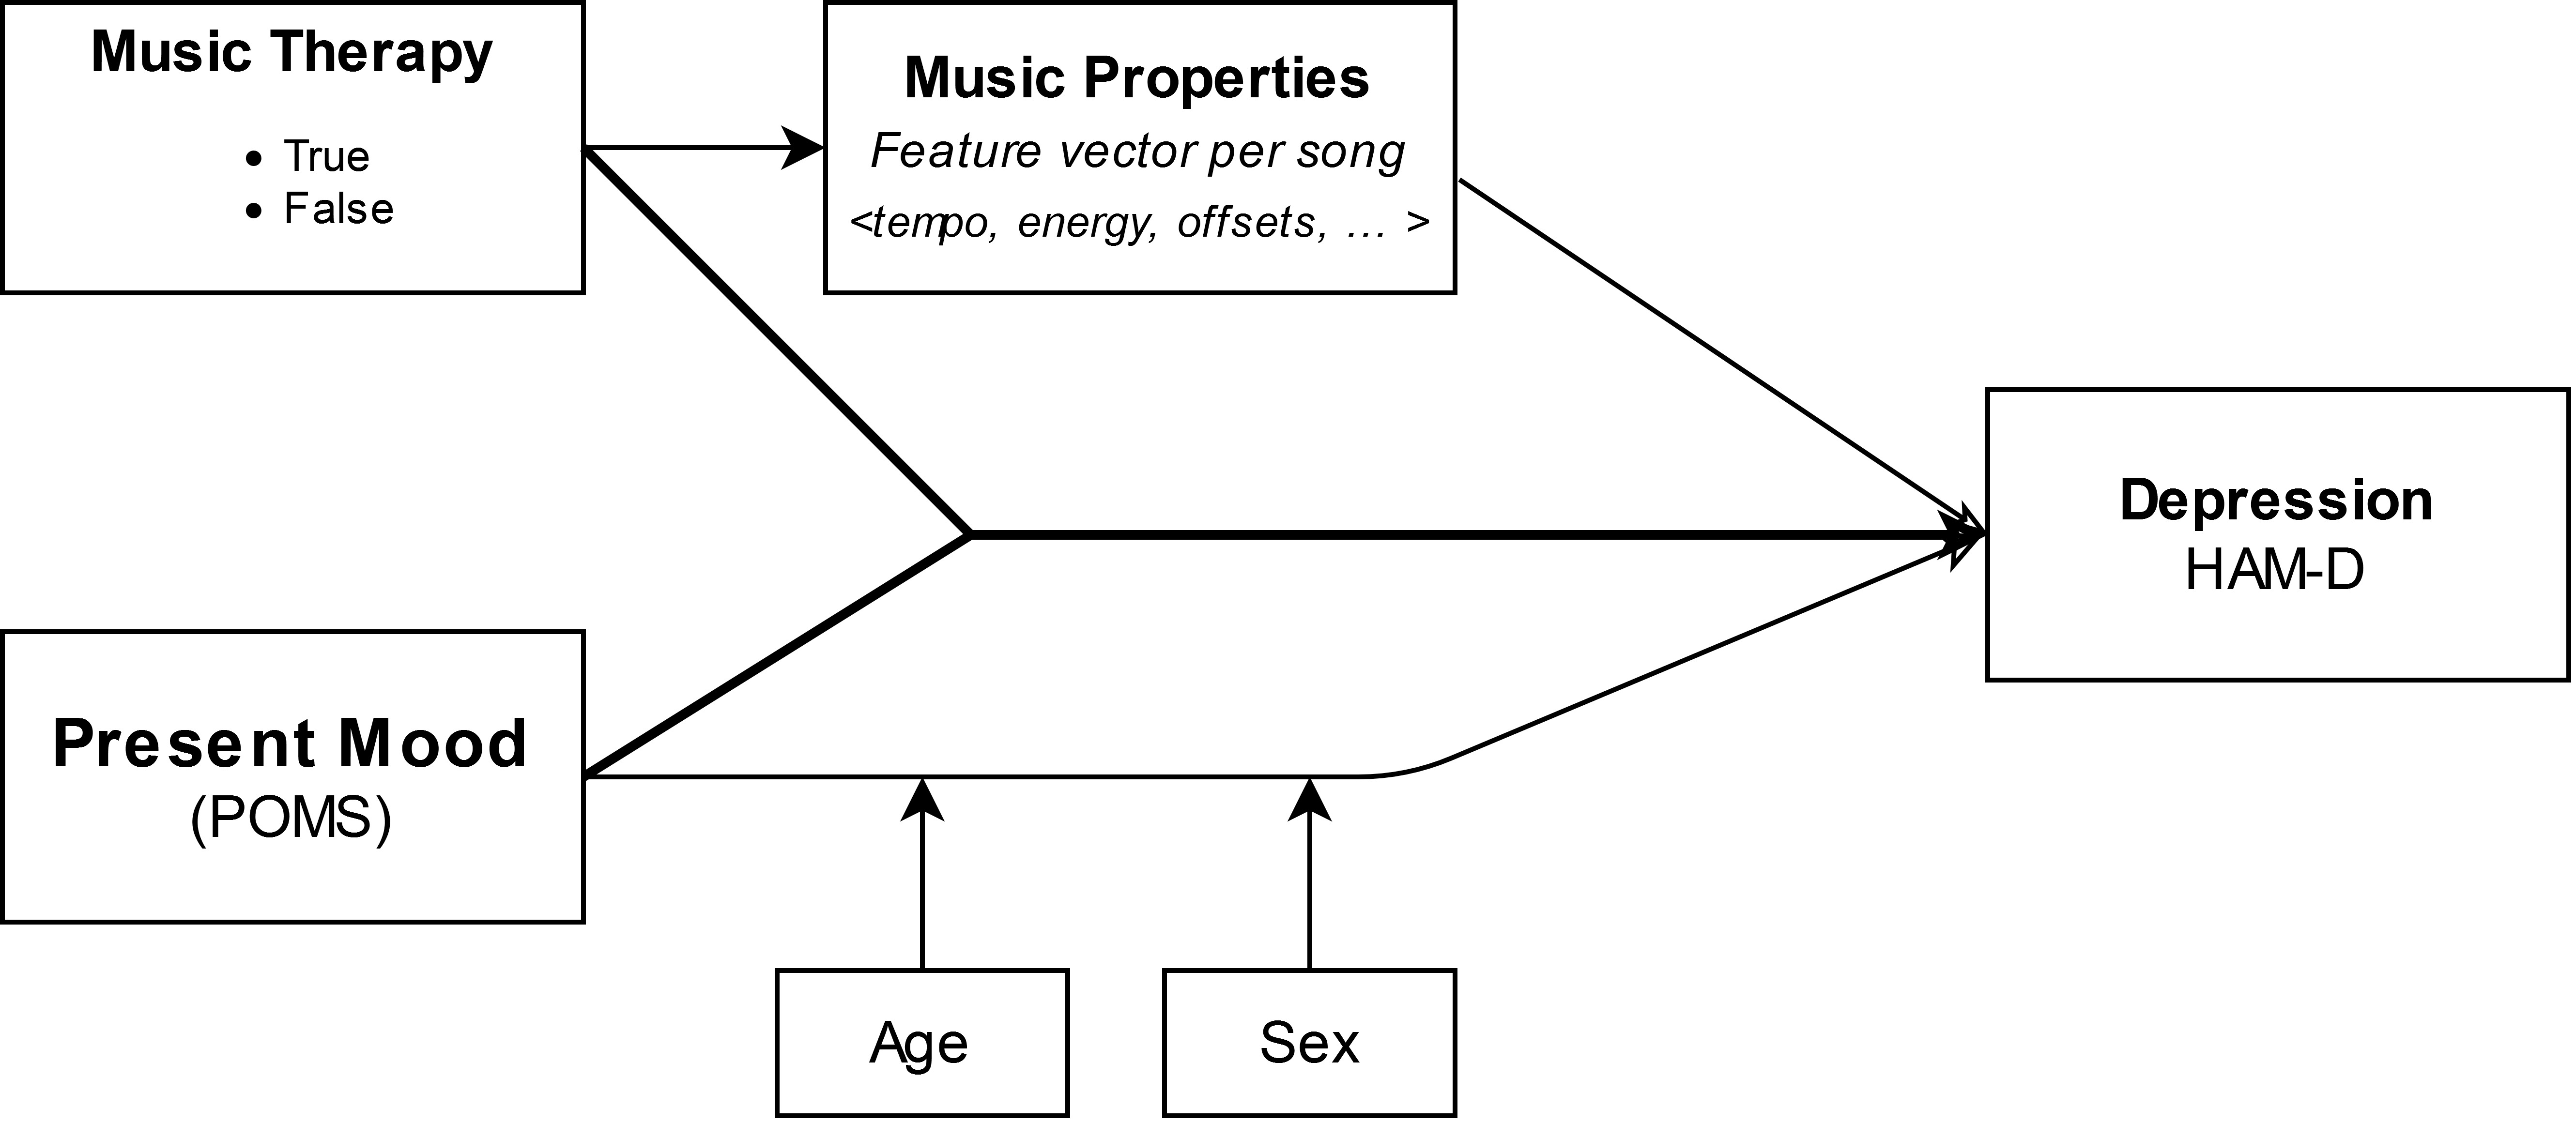 Music Therapy
• True
• False
Music Properties
Feature vector per song
<tempo, energy, offsets, … >
Depression
HAM-D
Present Mood
(POMS)
Age
Sex